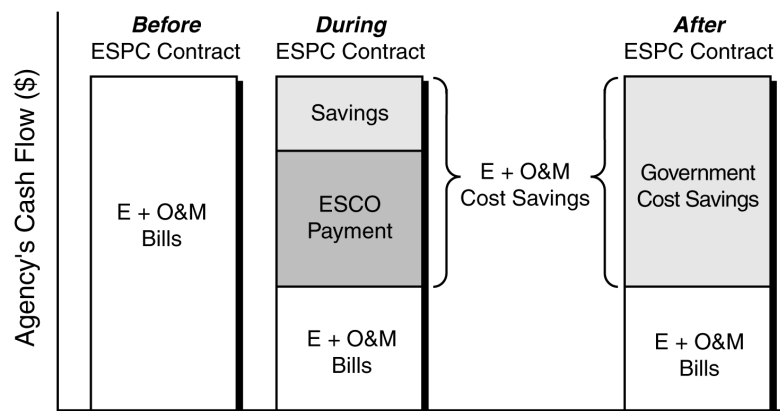 Before
ESPC Contract
During
ESPC Contract
After
ESPC Contract
Agency's Cash Flow ($)
E + O&M
Bills
Savings
ESCO
Payment
E + O&M
Bills
E + O&M
Cost Savings
Government
Cost Savings
E + O&M
Bills